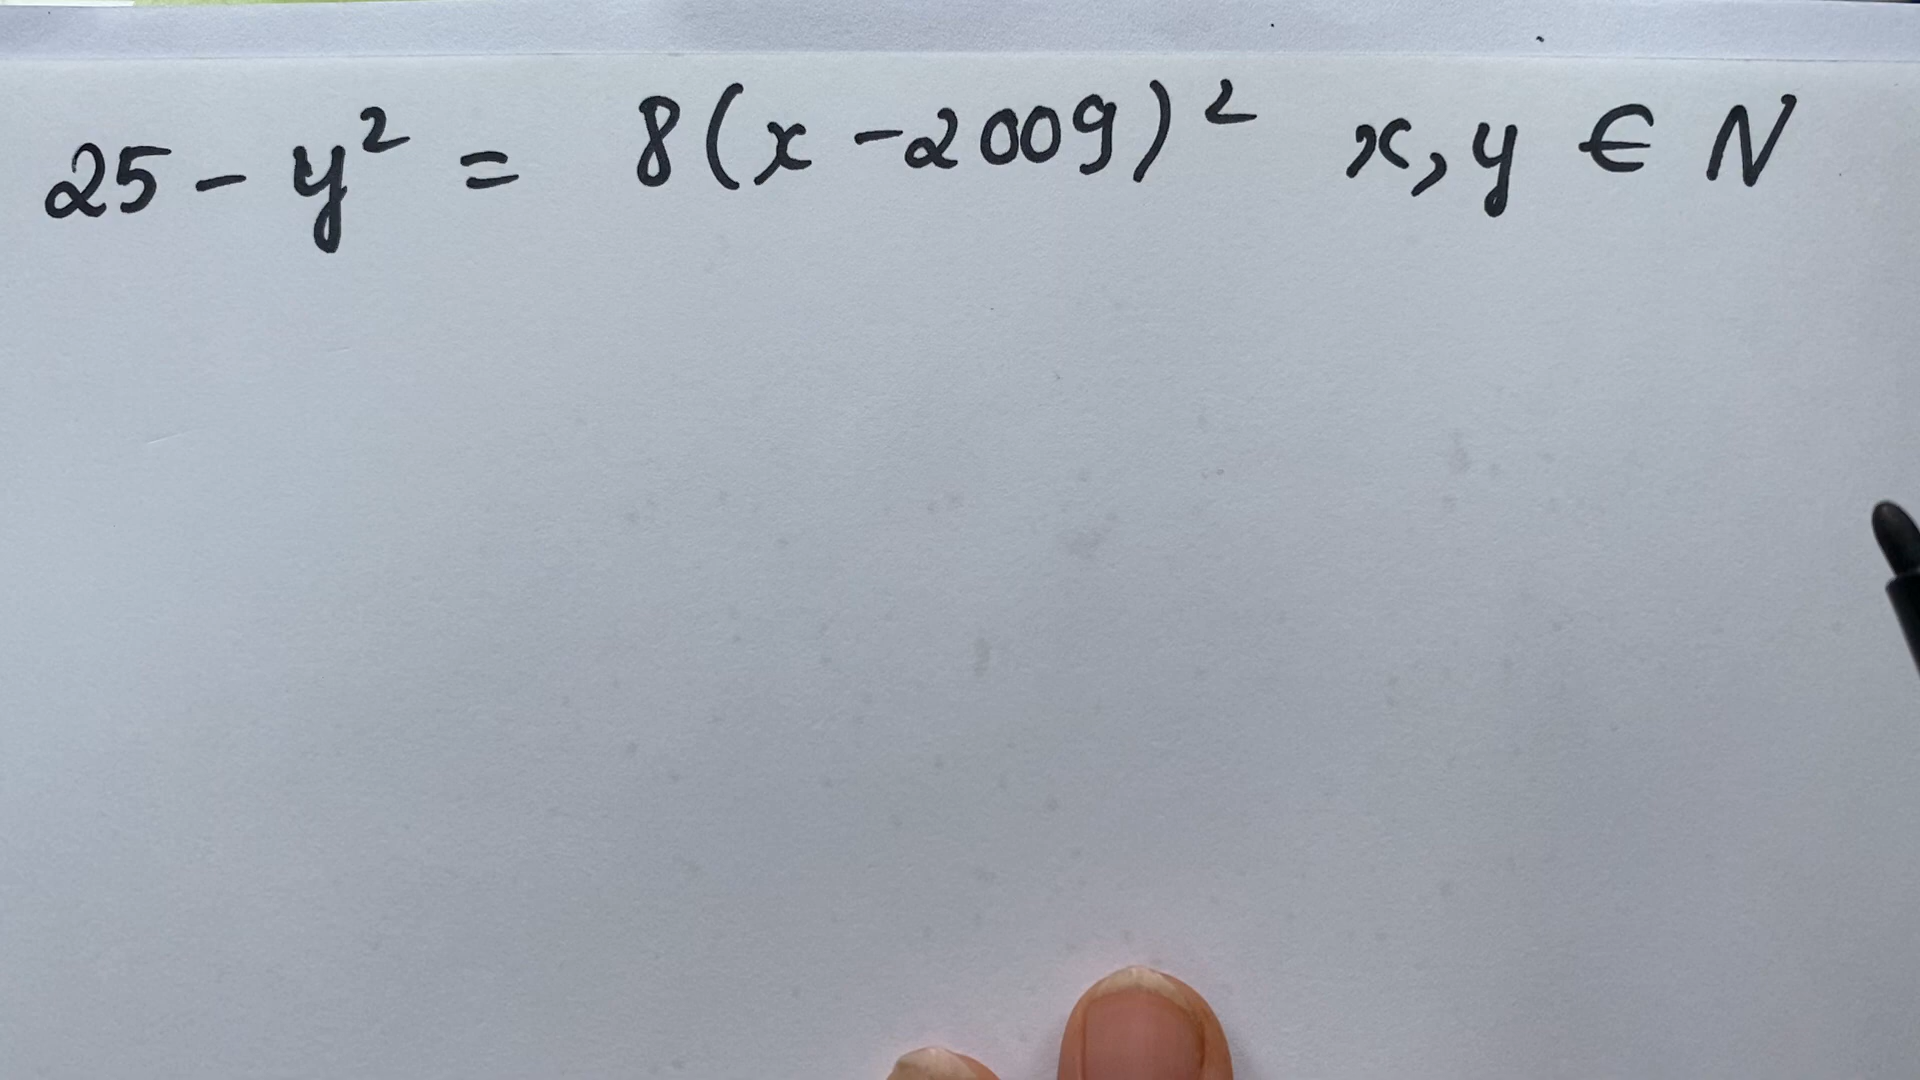 25 - y² = 8(x - 2009)² x, y ∈ N